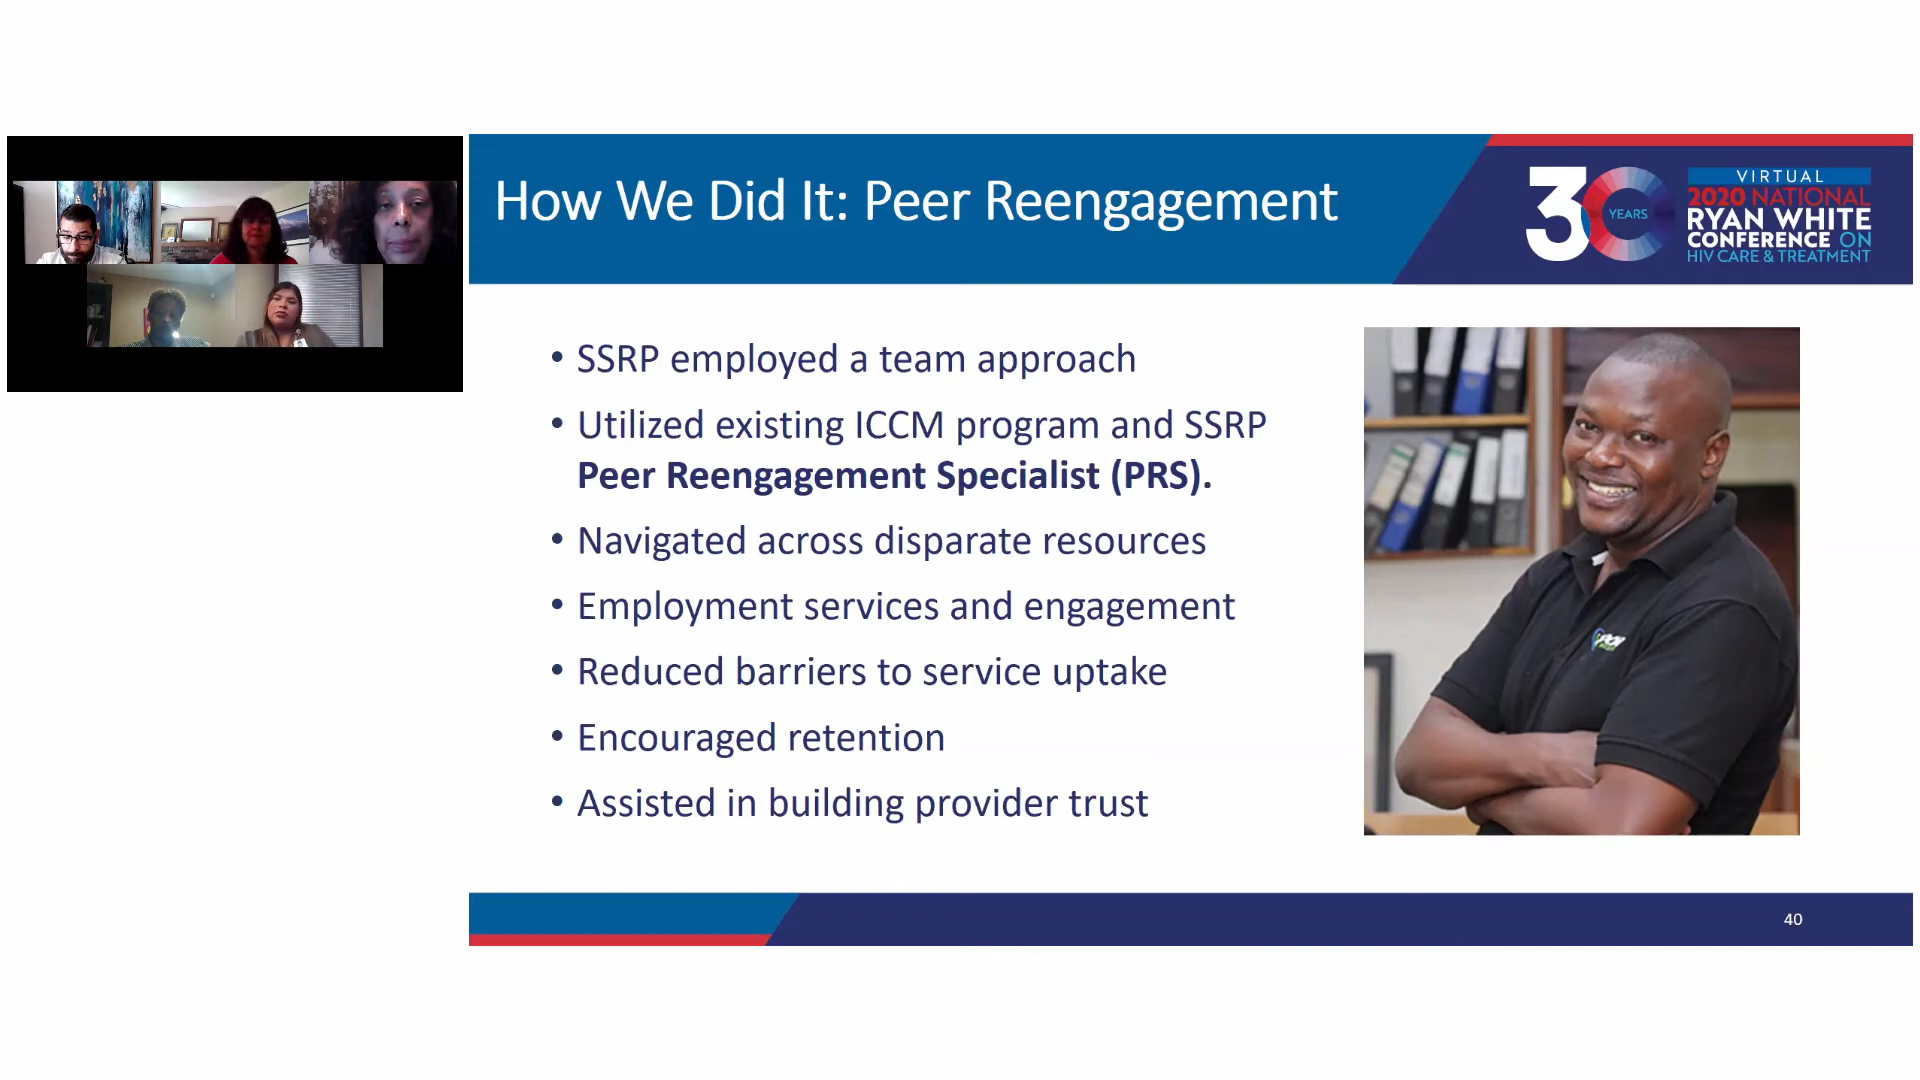 How We Did It: Peer Reengagement
30
YEARS
VIRTUAL
2020 NATIONAL
RYAN WHITE
CONFERENCE ON
HIV CARE & TREATMENT
• SSRP employed a team approach
• Utilized existing ICCM program and SSRP
Peer Reengagement Specialist (PRS).
• Navigated across disparate resources
• Employment services and engagement
• Reduced barriers to service uptake
• Encouraged retention
• Assisted in building provider trust
40